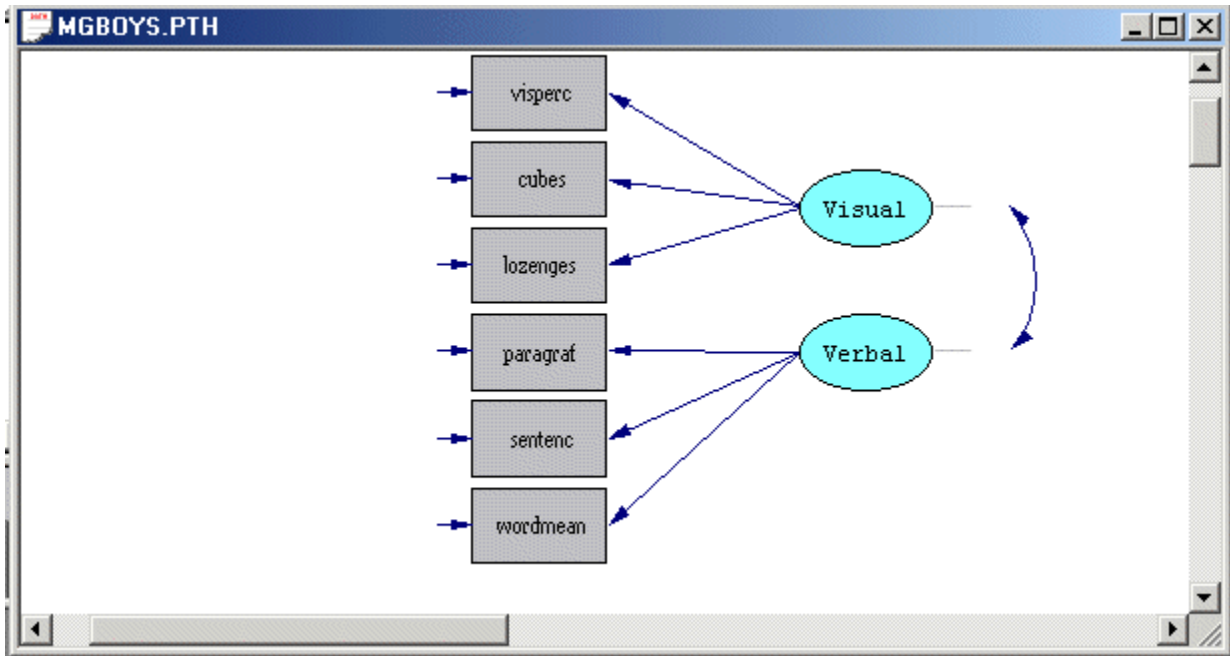 MGBOYS.PTH
visperc
cubes
Visual
lozenges
paragraf
Verbal
sentenc
wordmean